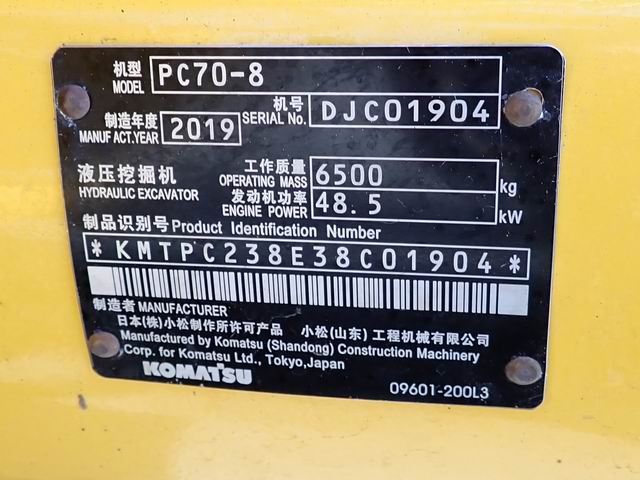 机型 MODEL PC70-8
制造年度 MANUFACT.YEAR 2019 机号 SERIAL No. DJC01904
液压挖掘机 HYDRAULIC EXCAVATOR
工作质量 OPERATING MASS 6500 kg
发动机功率 ENGINE POWER 48.5 kW
制品识别号 Product Identification Number
*KMTPC238E38C01904*
制造者 MANUFACTURER
日本(株)小松制作所许可产品 小松(山东)工程机械有限公司
Manufactured by Komatsu (Shandong) Construction Machinery
Corp. for Komatsu Ltd., Tokyo,Japan
KOMATSU
09601-200L3